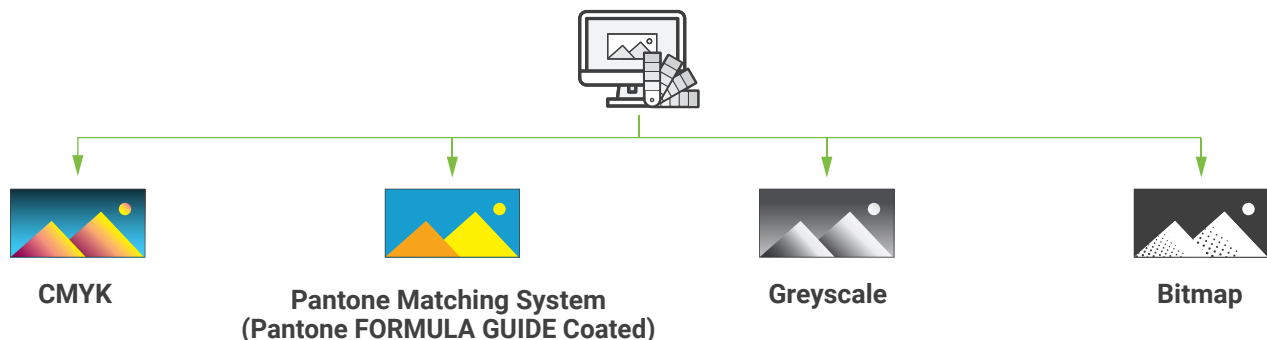 CMYK
Pantone Matching System
(Pantone FORMULA GUIDE Coated)
Greyscale
Bitmap